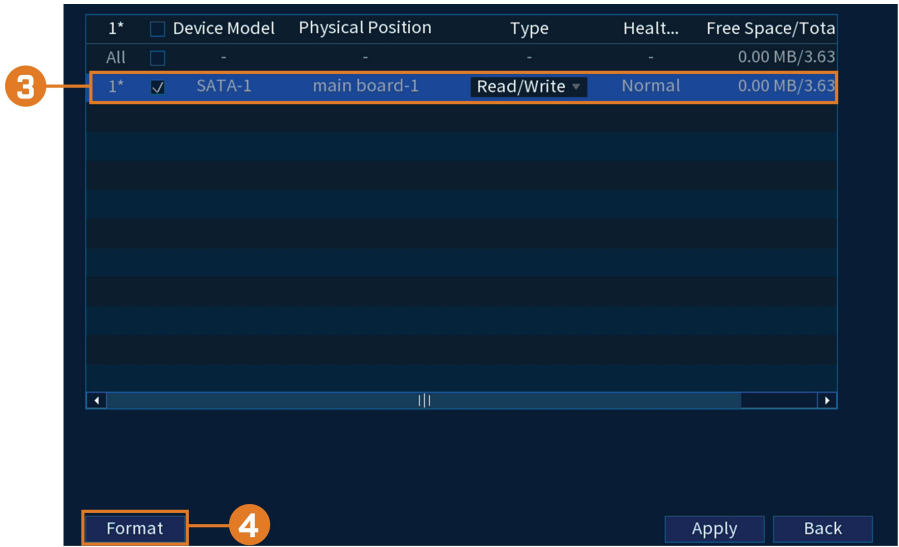 1* Device Model Physical Position Type Healt... Free Space/Tota
All - - - - 0.00 MB/3.63
3 1* SATA-1 main board-1 Read/Write Normal 0.00 MB/3.63
Format 4 Apply Back